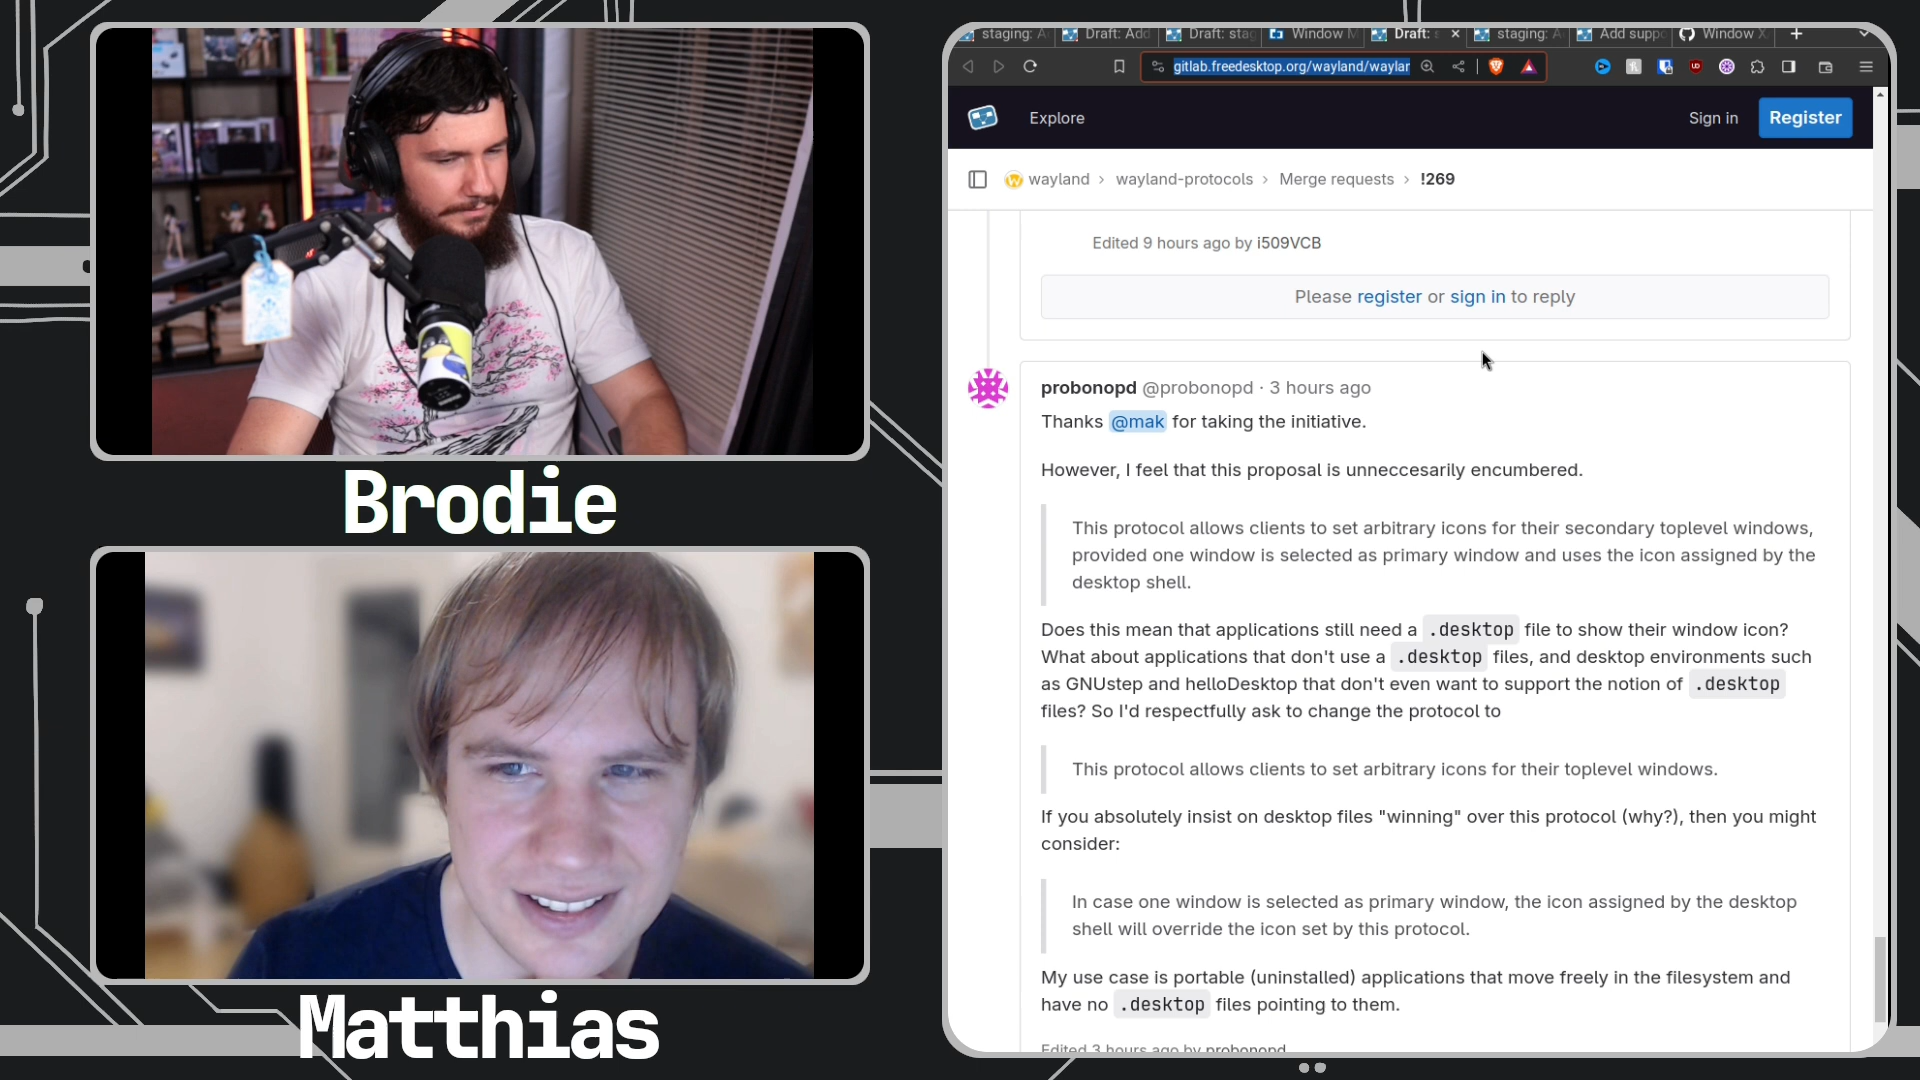 Brodie
Matthias
staging: A
Draft: Add
Draft: stag
Window M
Draft: s
staging: A
Add suppo
Window X
gitlab.freedesktop.org/wayland/waylar
Explore
Sign in
Register
wayland › wayland-protocols › Merge requests › !269
Edited 9 hours ago by i509VCB
Please register or sign in to reply
probonopd @probonopd · 3 hours ago
Thanks @mak for taking the initiative.
However, I feel that this proposal is unneccesarily encumbered.
This protocol allows clients to set arbitrary icons for their secondary toplevel windows,
provided one window is selected as primary window and uses the icon assigned by the
desktop shell.
Does this mean that applications still need a .desktop file to show their window icon?
What about applications that don't use a .desktop files, and desktop environments such
as GNUstep and helloDesktop that don't even want to support the notion of .desktop
files? So I'd respectfully ask to change the protocol to
This protocol allows clients to set arbitrary icons for their toplevel windows.
If you absolutely insist on desktop files "winning" over this protocol (why?), then you might
consider:
In case one window is selected as primary window, the icon assigned by the desktop
shell will override the icon set by this protocol.
My use case is portable (uninstalled) applications that move freely in the filesystem and
have no .desktop files pointing to them.
Edited 3 hours ago by probonopd